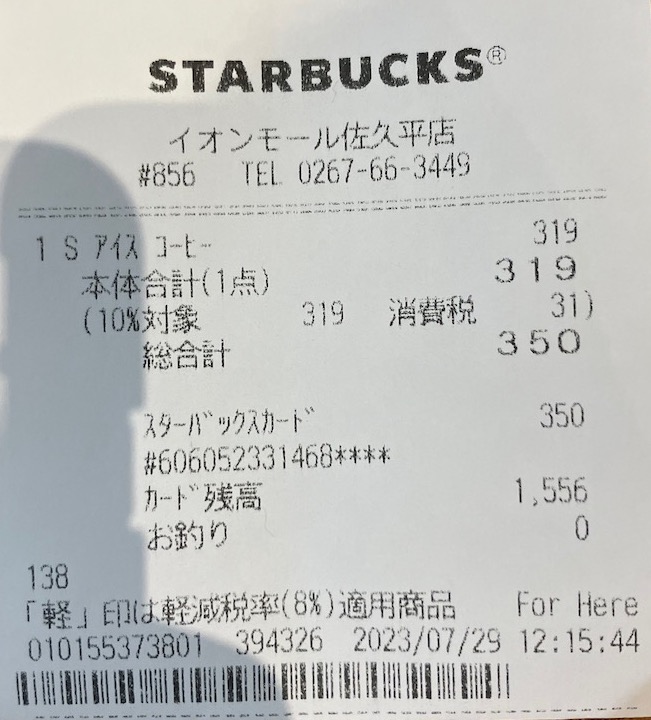 STARBUCKS®
イオンモール佐久平店
#856 TEL 0267-66-3449
1 S ｱｲｽ ｺｰﾋｰ 319
本体合計(1点) 319
(10%対象 319 消費税 31)
総合計 350
ｽﾀｰﾊﾞｯｸｽｶｰﾄﾞ 350
#606052331468****
ｶｰﾄﾞ残高 1,556
お釣り 0
138
「軽」印は軽減税率(8%)適用商品 For Here
010155373801 394326 2023/07/29 12:15:44